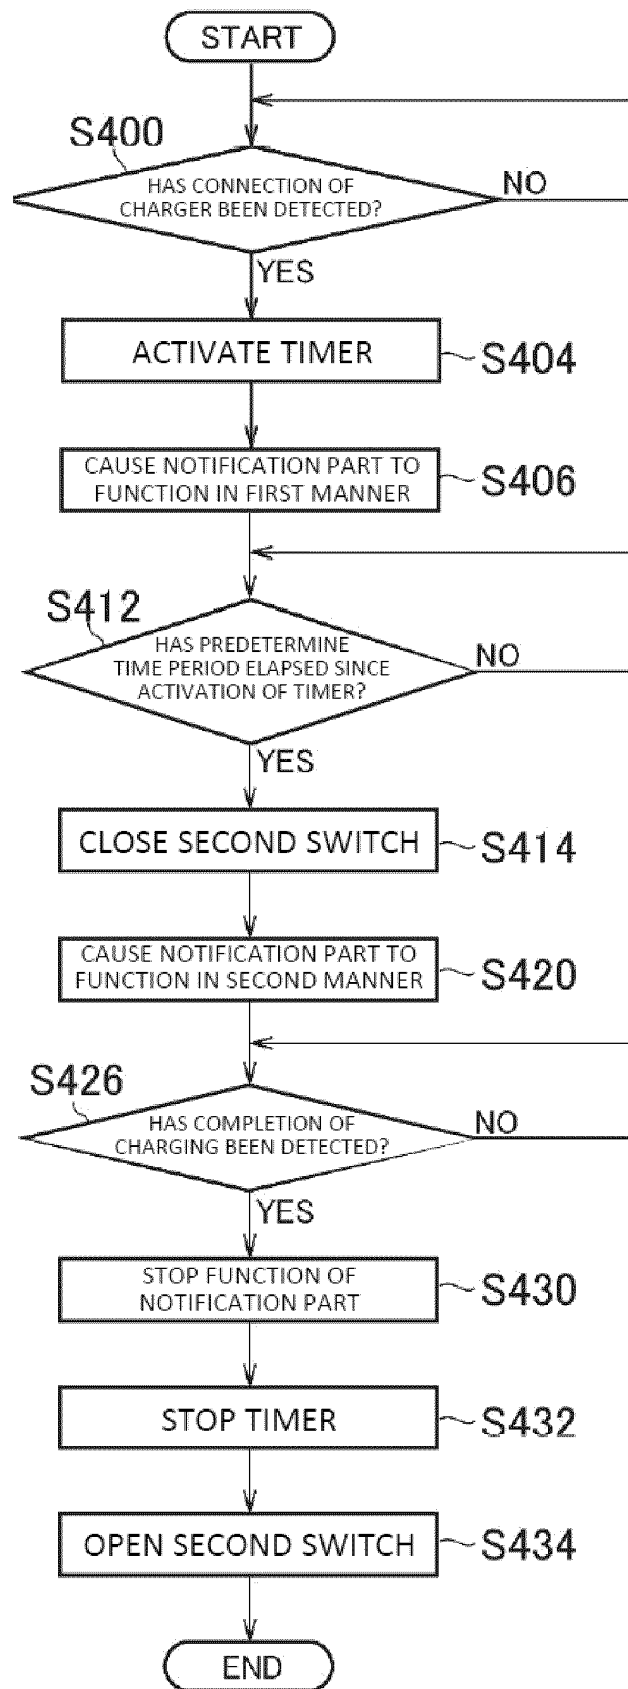 START
S400
HAS CONNECTION OF
CHARGER BEEN DETECTED?
NO
YES
ACTIVATE TIMER
S404
CAUSE NOTIFICATION PART TO
FUNCTION IN FIRST MANNER
S406
S412
HAS PREDETERMINE
TIME PERIOD ELAPSED SINCE
ACTIVATION OF TIMER?
NO
YES
CLOSE SECOND SWITCH
S414
CAUSE NOTIFICATION PART TO
FUNCTION IN SECOND MANNER
S420
S426
HAS COMPLETION OF
CHARGING BEEN DETECTED?
NO
YES
STOP FUNCTION OF
NOTIFICATION PART
S430
STOP TIMER
S432
OPEN SECOND SWITCH
S434
END